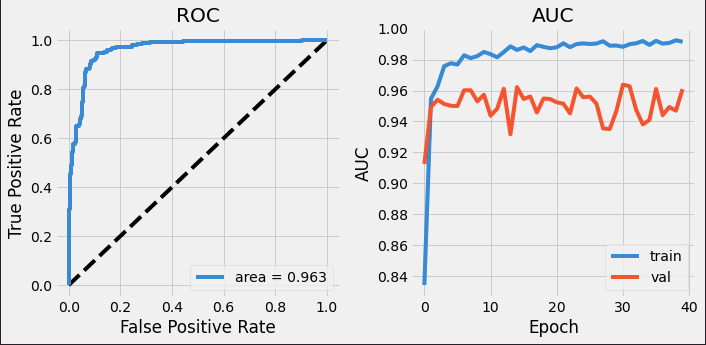 ROC
True Positive Rate
1.0
0.8
0.6
0.4
0.2
0.0
area = 0.963
0.0 0.2 0.4 0.6 0.8 1.0
False Positive Rate
AUC
AUC
1.00
0.98
0.96
0.94
0.92
0.90
0.88
0.86
0.84
train
val
0 10 20 30 40
Epoch